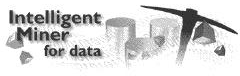 Intelligent
Miner
for data